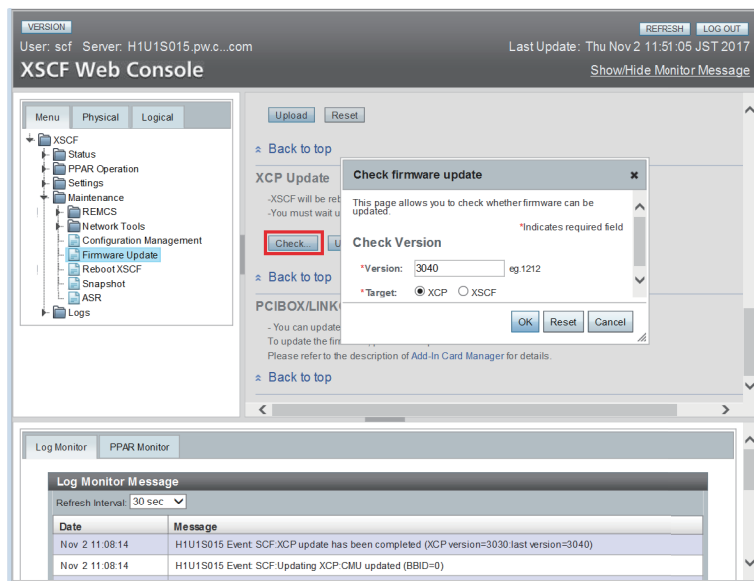 VERSION
REFRESH LOG OUT
User: scf Server: H1U1S015.pw.c...com
Last Update: Thu Nov 2 11:51:05 JST 2017
XSCF Web Console
Show/Hide Monitor Message
Menu Physical Logical
XSCF
Status
PPAR Operation
Settings
Maintenance
REMCS
Network Tools
Configuration Management
Firmware Update
Reboot XSCF
Snapshot
ASR
Logs
Upload Reset
Back to top
XCP Update
-XSCF will be reb
-You must wait u
Check... U
Back to top
PCIBOX/LINK
- You can update
To update the fir
Please refer to the description of Add-In Card Manager for details.
Back to top
Check firmware update
This page allows you to check whether firmware can be
updated.
*Indicates required field
Check Version
*Version: 3040 eg.1212
*Target: XCP XSCF
OK Reset Cancel
Log Monitor PPAR Monitor
Log Monitor Message
Refresh Interval: 30 sec
Date Message
Nov 2 11:08:14 H1U1S015 Event: SCF:XCP update has been completed (XCP version=3030:last version=3040)
Nov 2 11:08:14 H1U1S015 Event: SCF:Updating XCP:CMU updated (BBID=0)